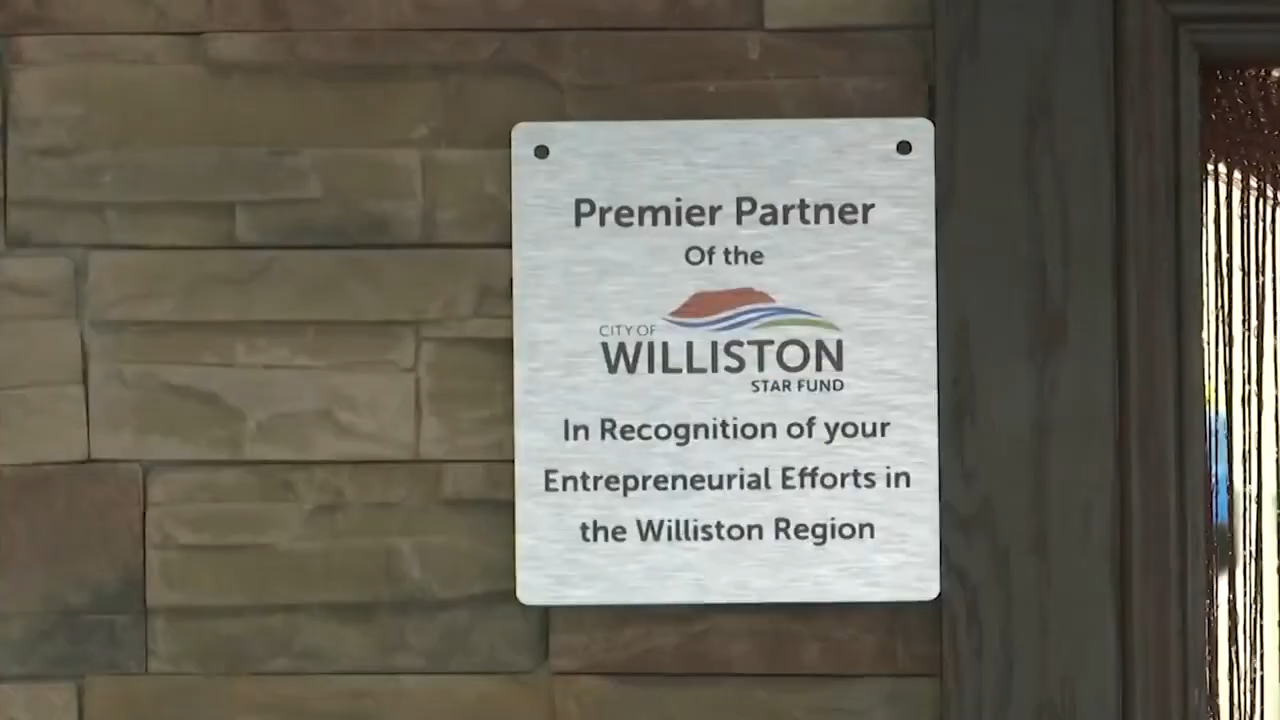 Premier Partner
Of the
CITY OF
WILLISTON
STAR FUND
In Recognition of your
Entrepreneurial Efforts in
the Williston Region